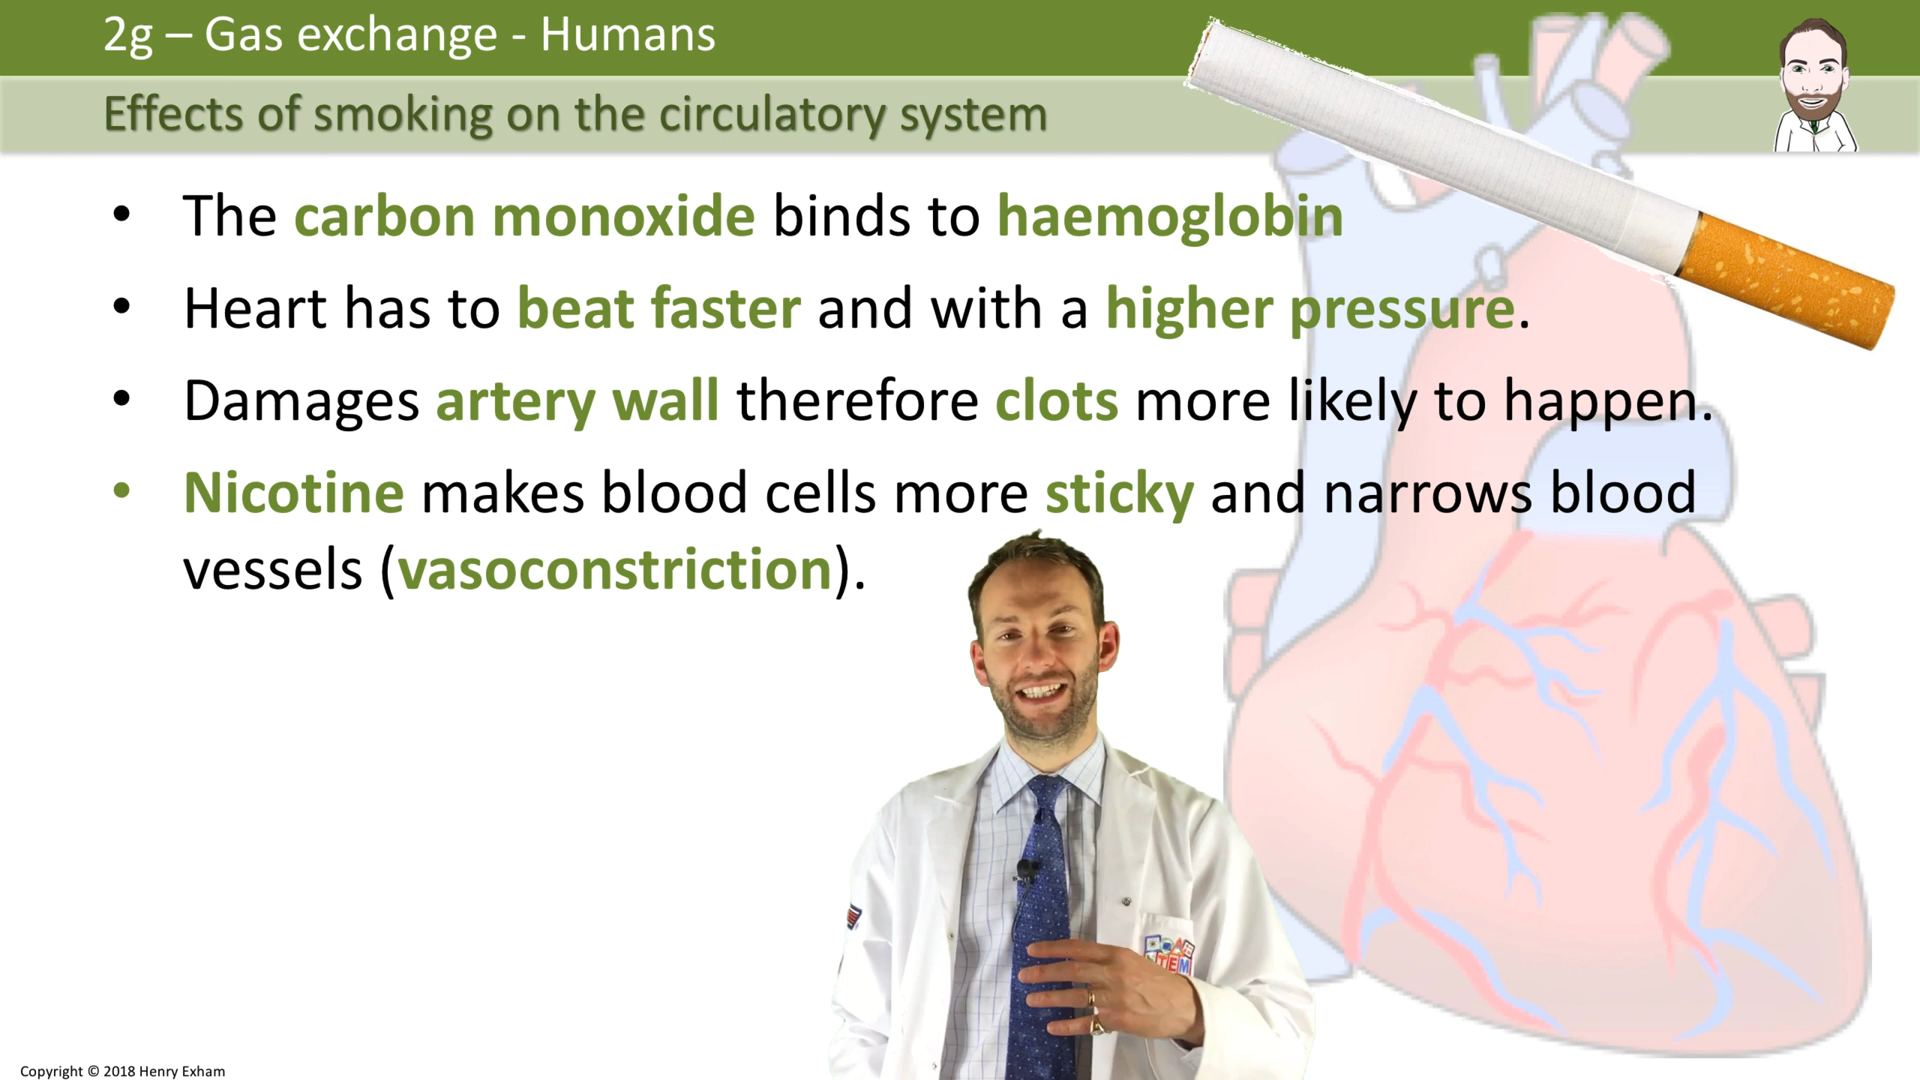 2g – Gas exchange - Humans
Effects of smoking on the circulatory system
• The carbon monoxide binds to haemoglobin
• Heart has to beat faster and with a higher pressure.
• Damages artery wall therefore clots more likely to happen.
• Nicotine makes blood cells more sticky and narrows blood
vessels (vasoconstriction).
STEM
Copyright © 2018 Henry Exham